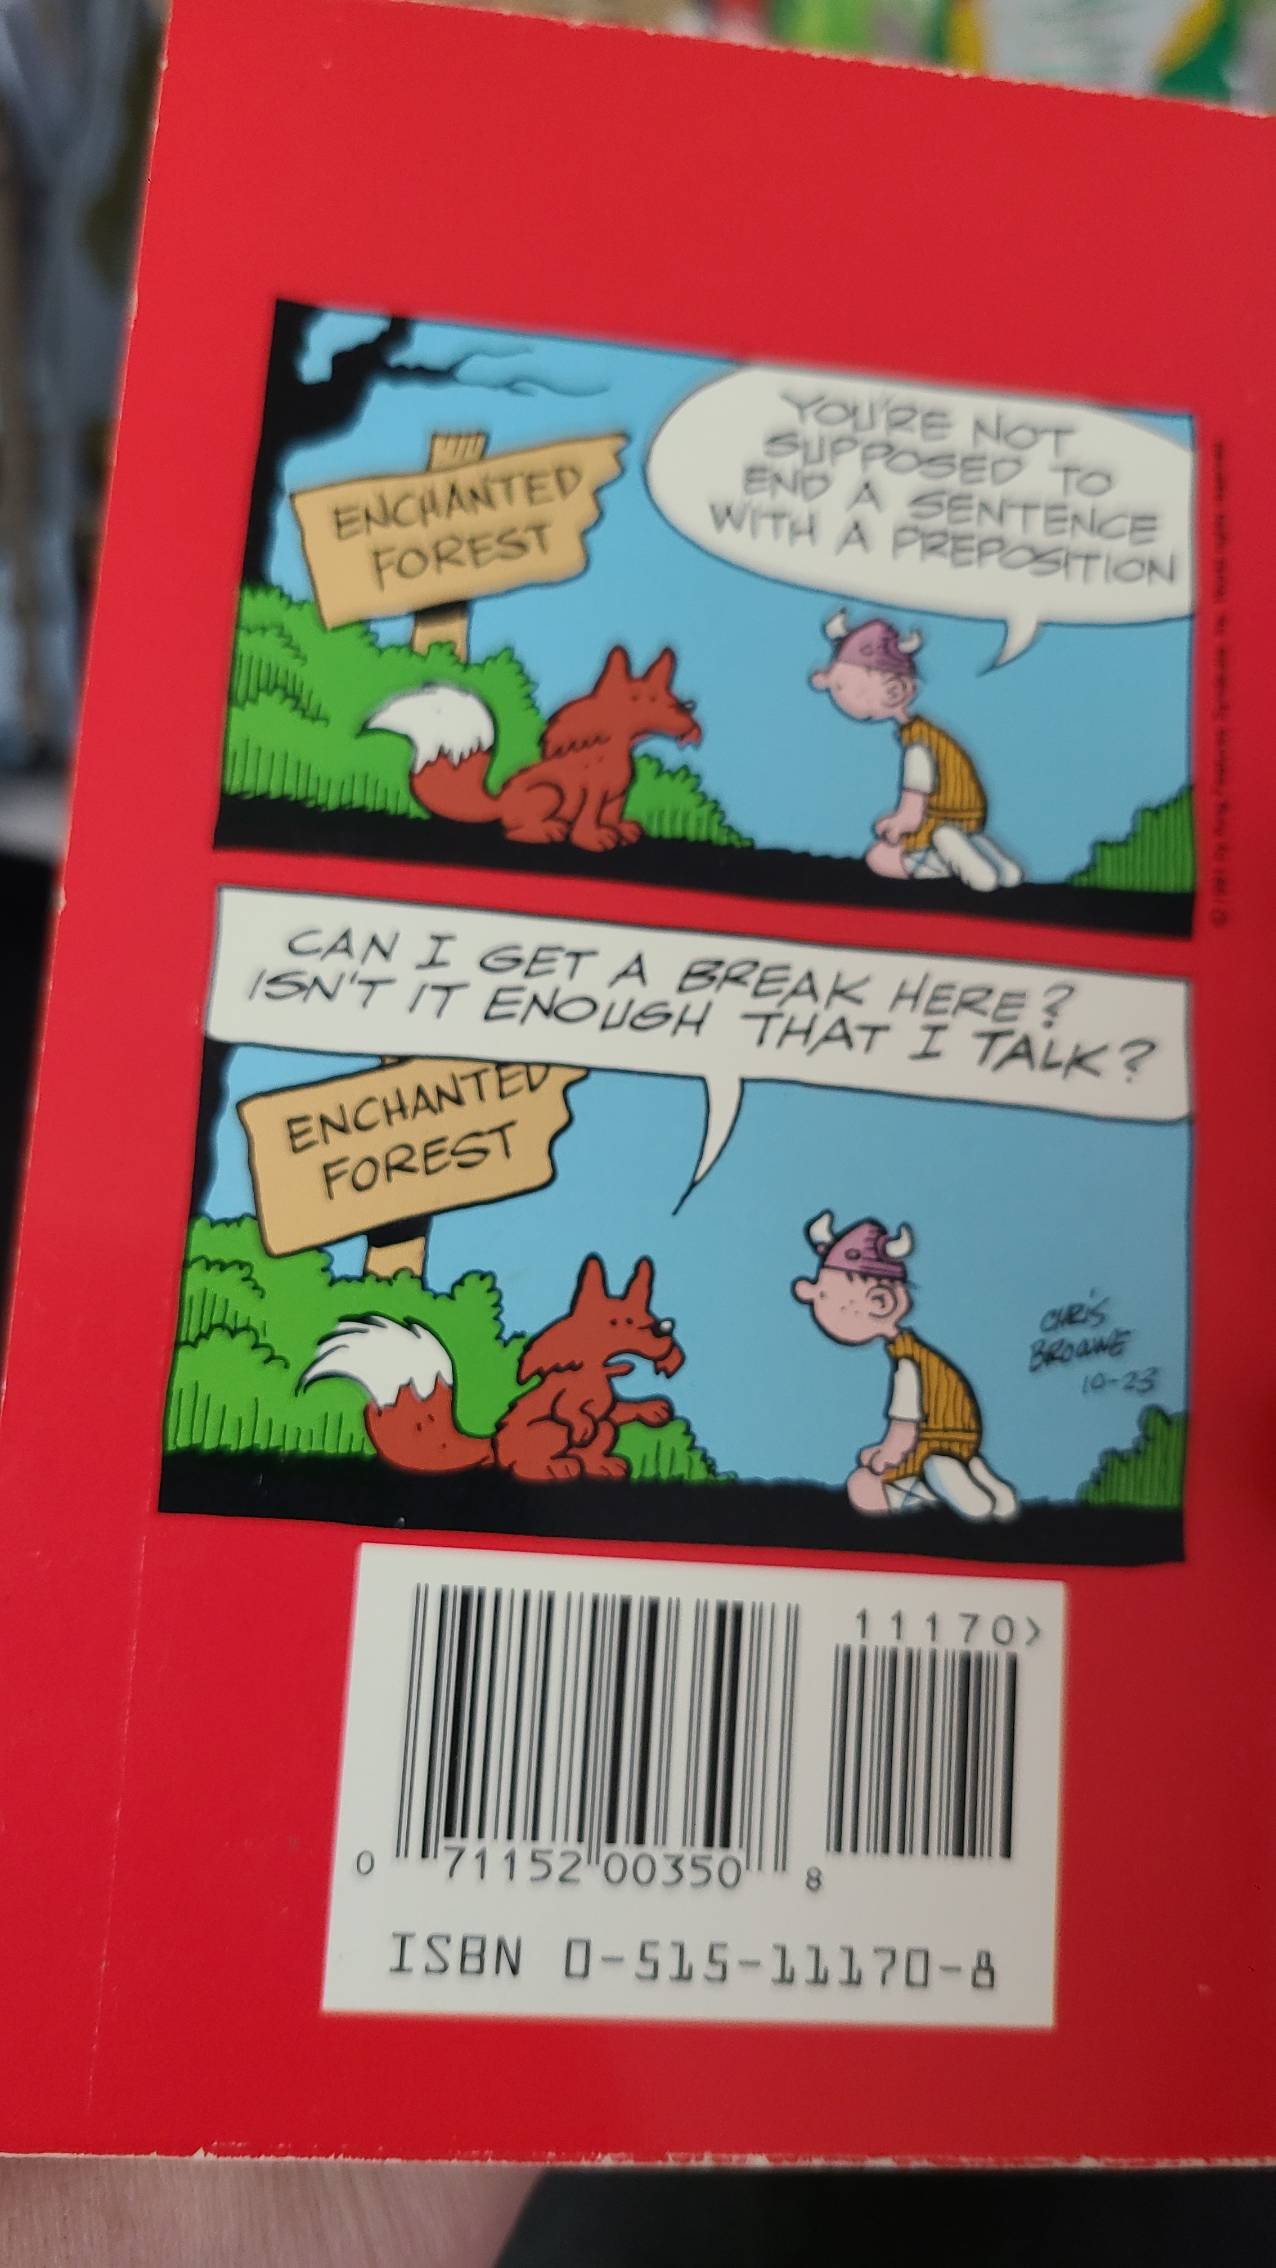 ENCHANTED
FOREST
YOU'RE NOT
SUPPOSED TO
END A SENTENCE
WITH A PREPOSITION
CAN I GET A BREAK HERE?
ISN'T IT ENOUGH THAT I TALK?
ENCHANTED
FOREST
CHRIS
BROWNE
10-23
11170>
0 71152 00350 8
ISBN 0-515-11170-8